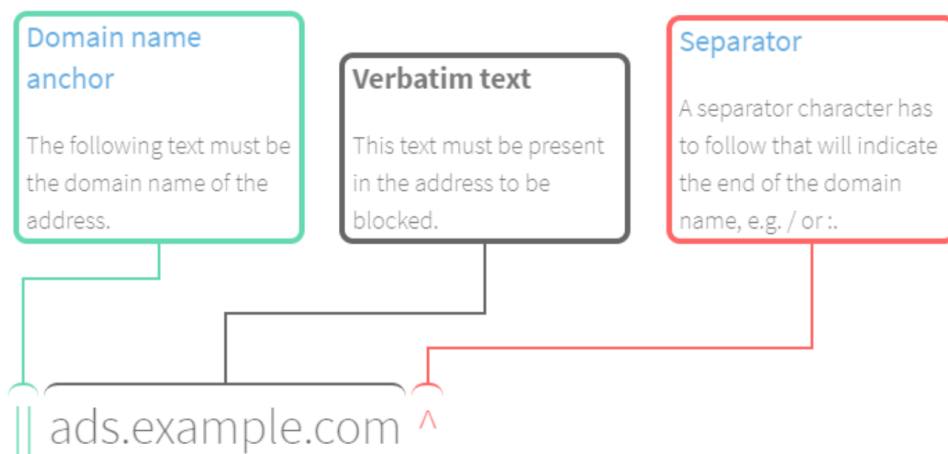 Domain name
anchor
The following text must be
the domain name of the
address.
Verbatim text
This text must be present
in the address to be
blocked.
Separator
A separator character has
to follow that will indicate
the end of the domain
name, e.g. / or :.
|| ads.example.com ^